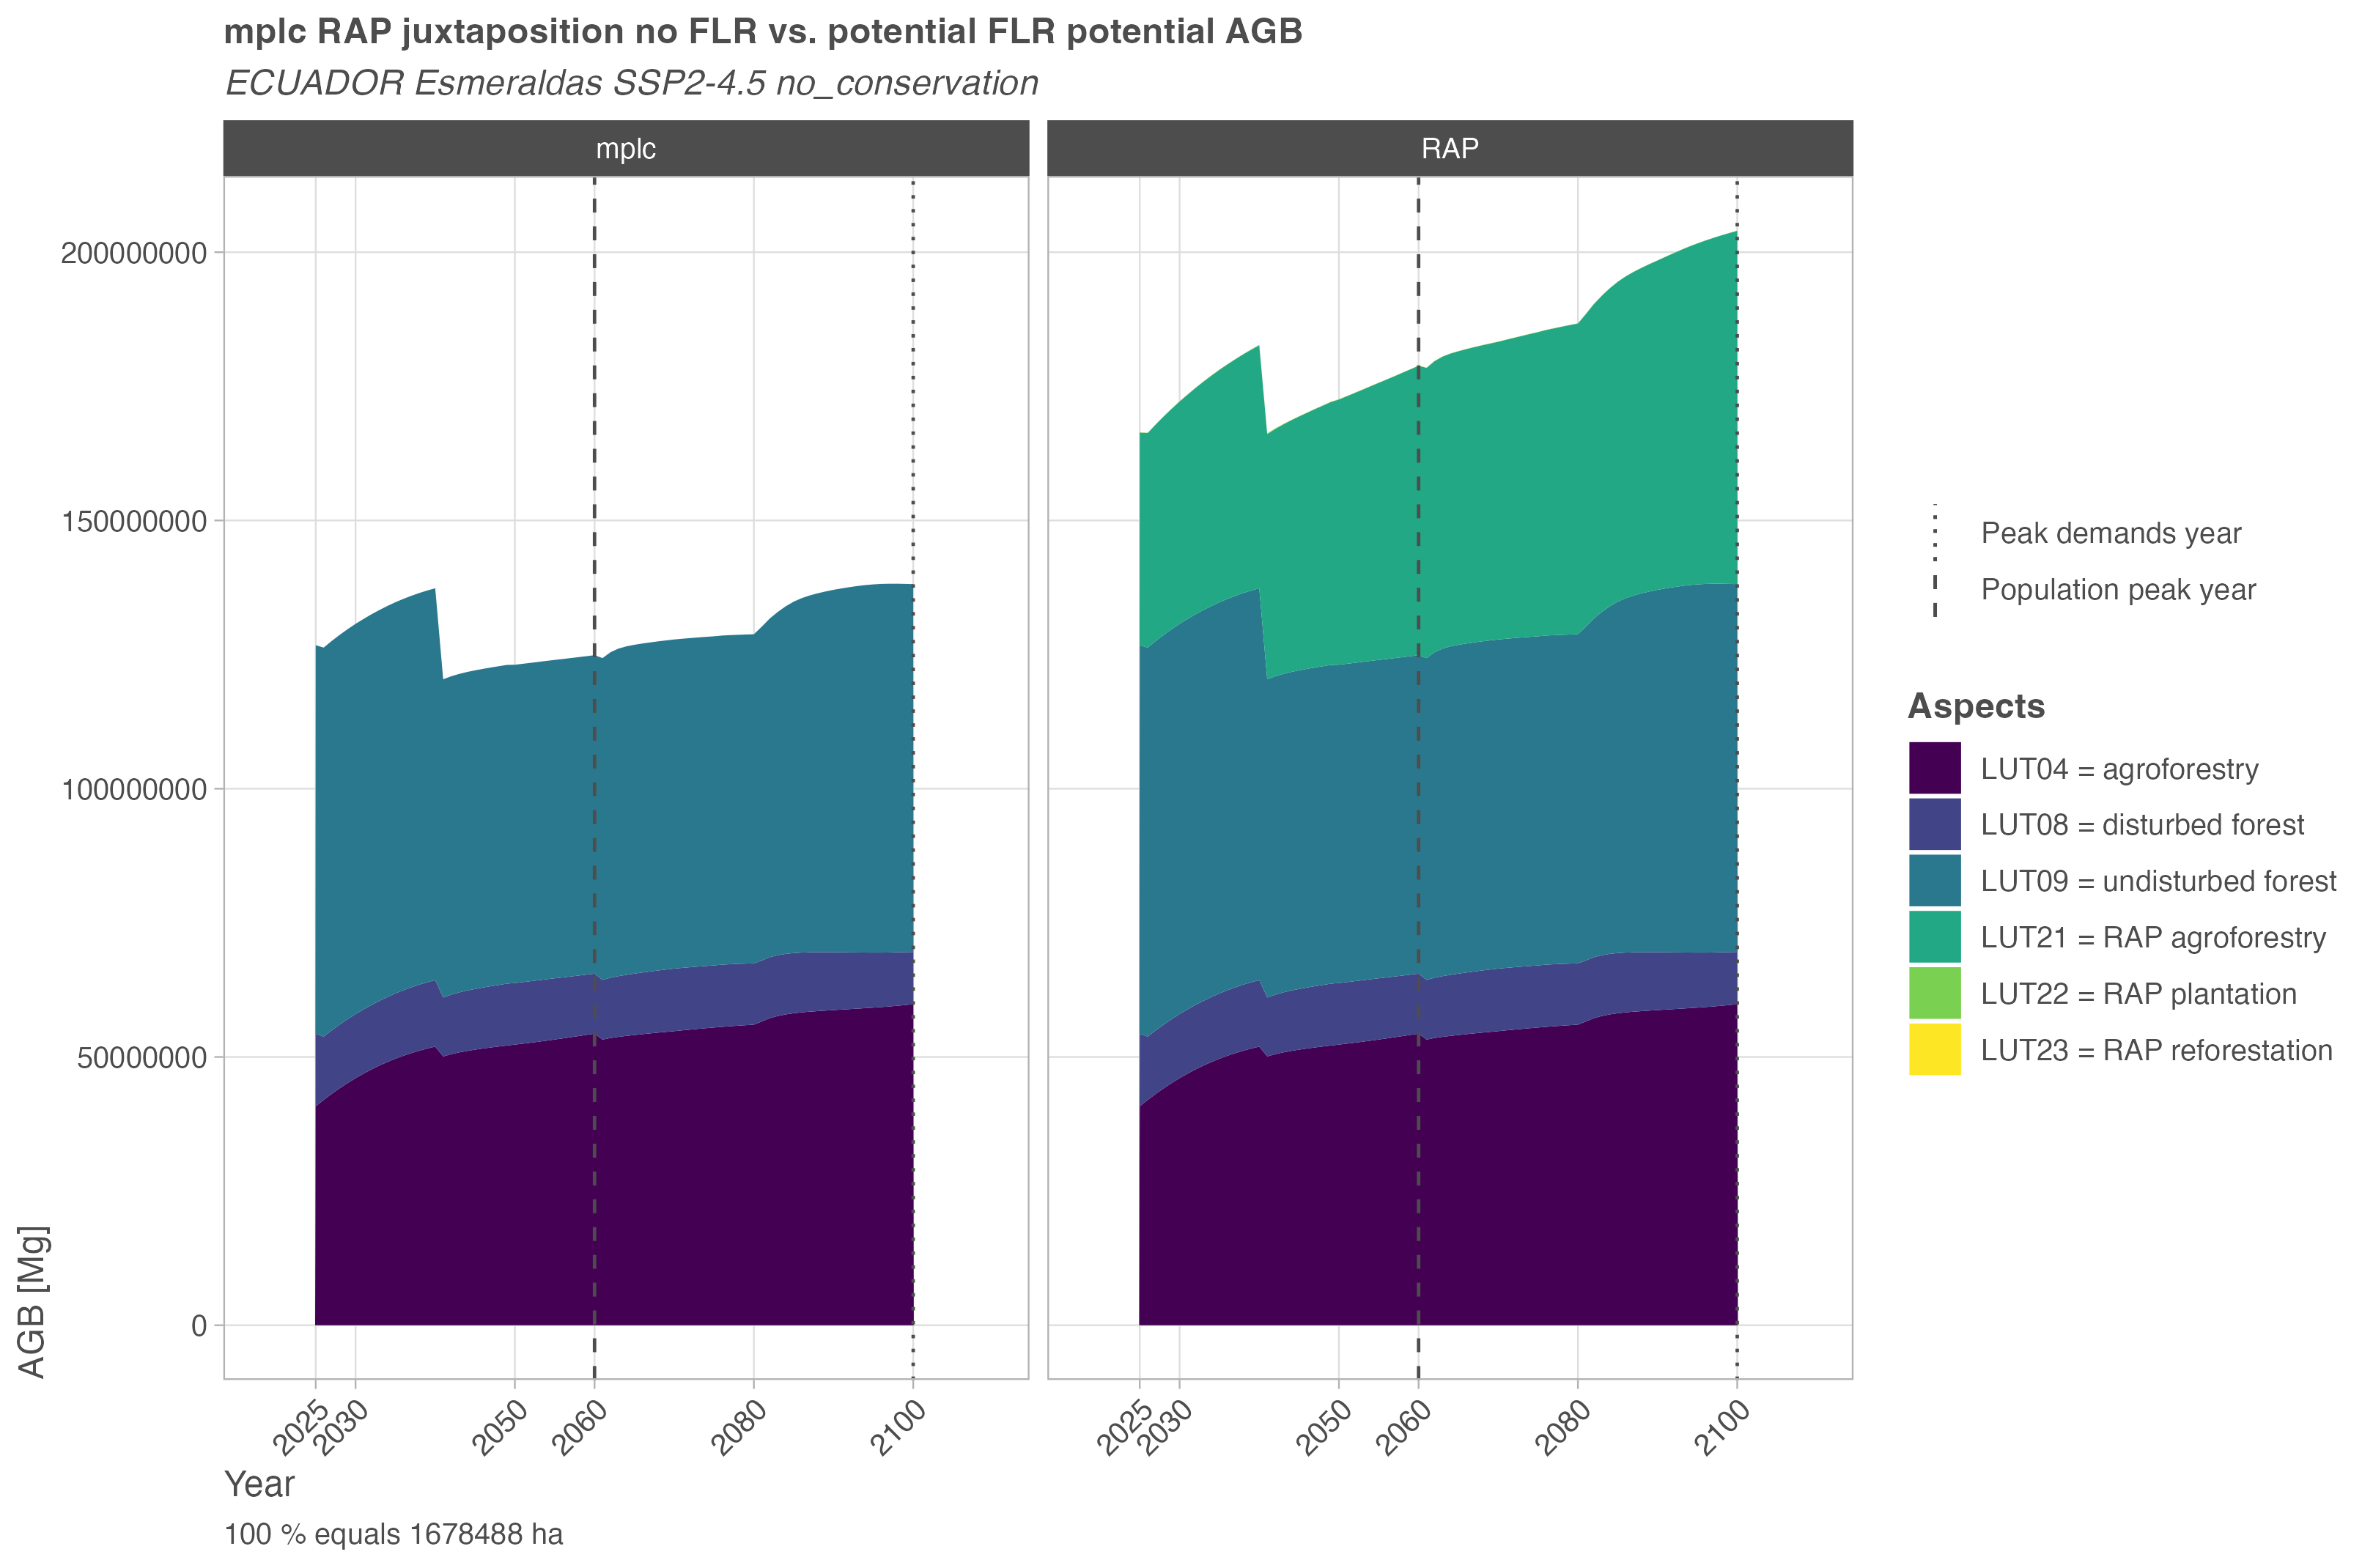 mplc RAP juxtaposition no FLR vs. potential FLR potential AGB
ECUADOR Esmeraldas SSP2-4.5 no_conservation
mplc
RAP
AGB [Mg]
200000000
150000000
100000000
50000000
0
2025
2030
2050
2060
2080
2100
2025
2030
2050
2060
2080
2100
Year
100 % equals 1678488 ha
Peak demands year
Population peak year
Aspects
LUT04 = agroforestry
LUT08 = disturbed forest
LUT09 = undisturbed forest
LUT21 = RAP agroforestry
LUT22 = RAP plantation
LUT23 = RAP reforestation